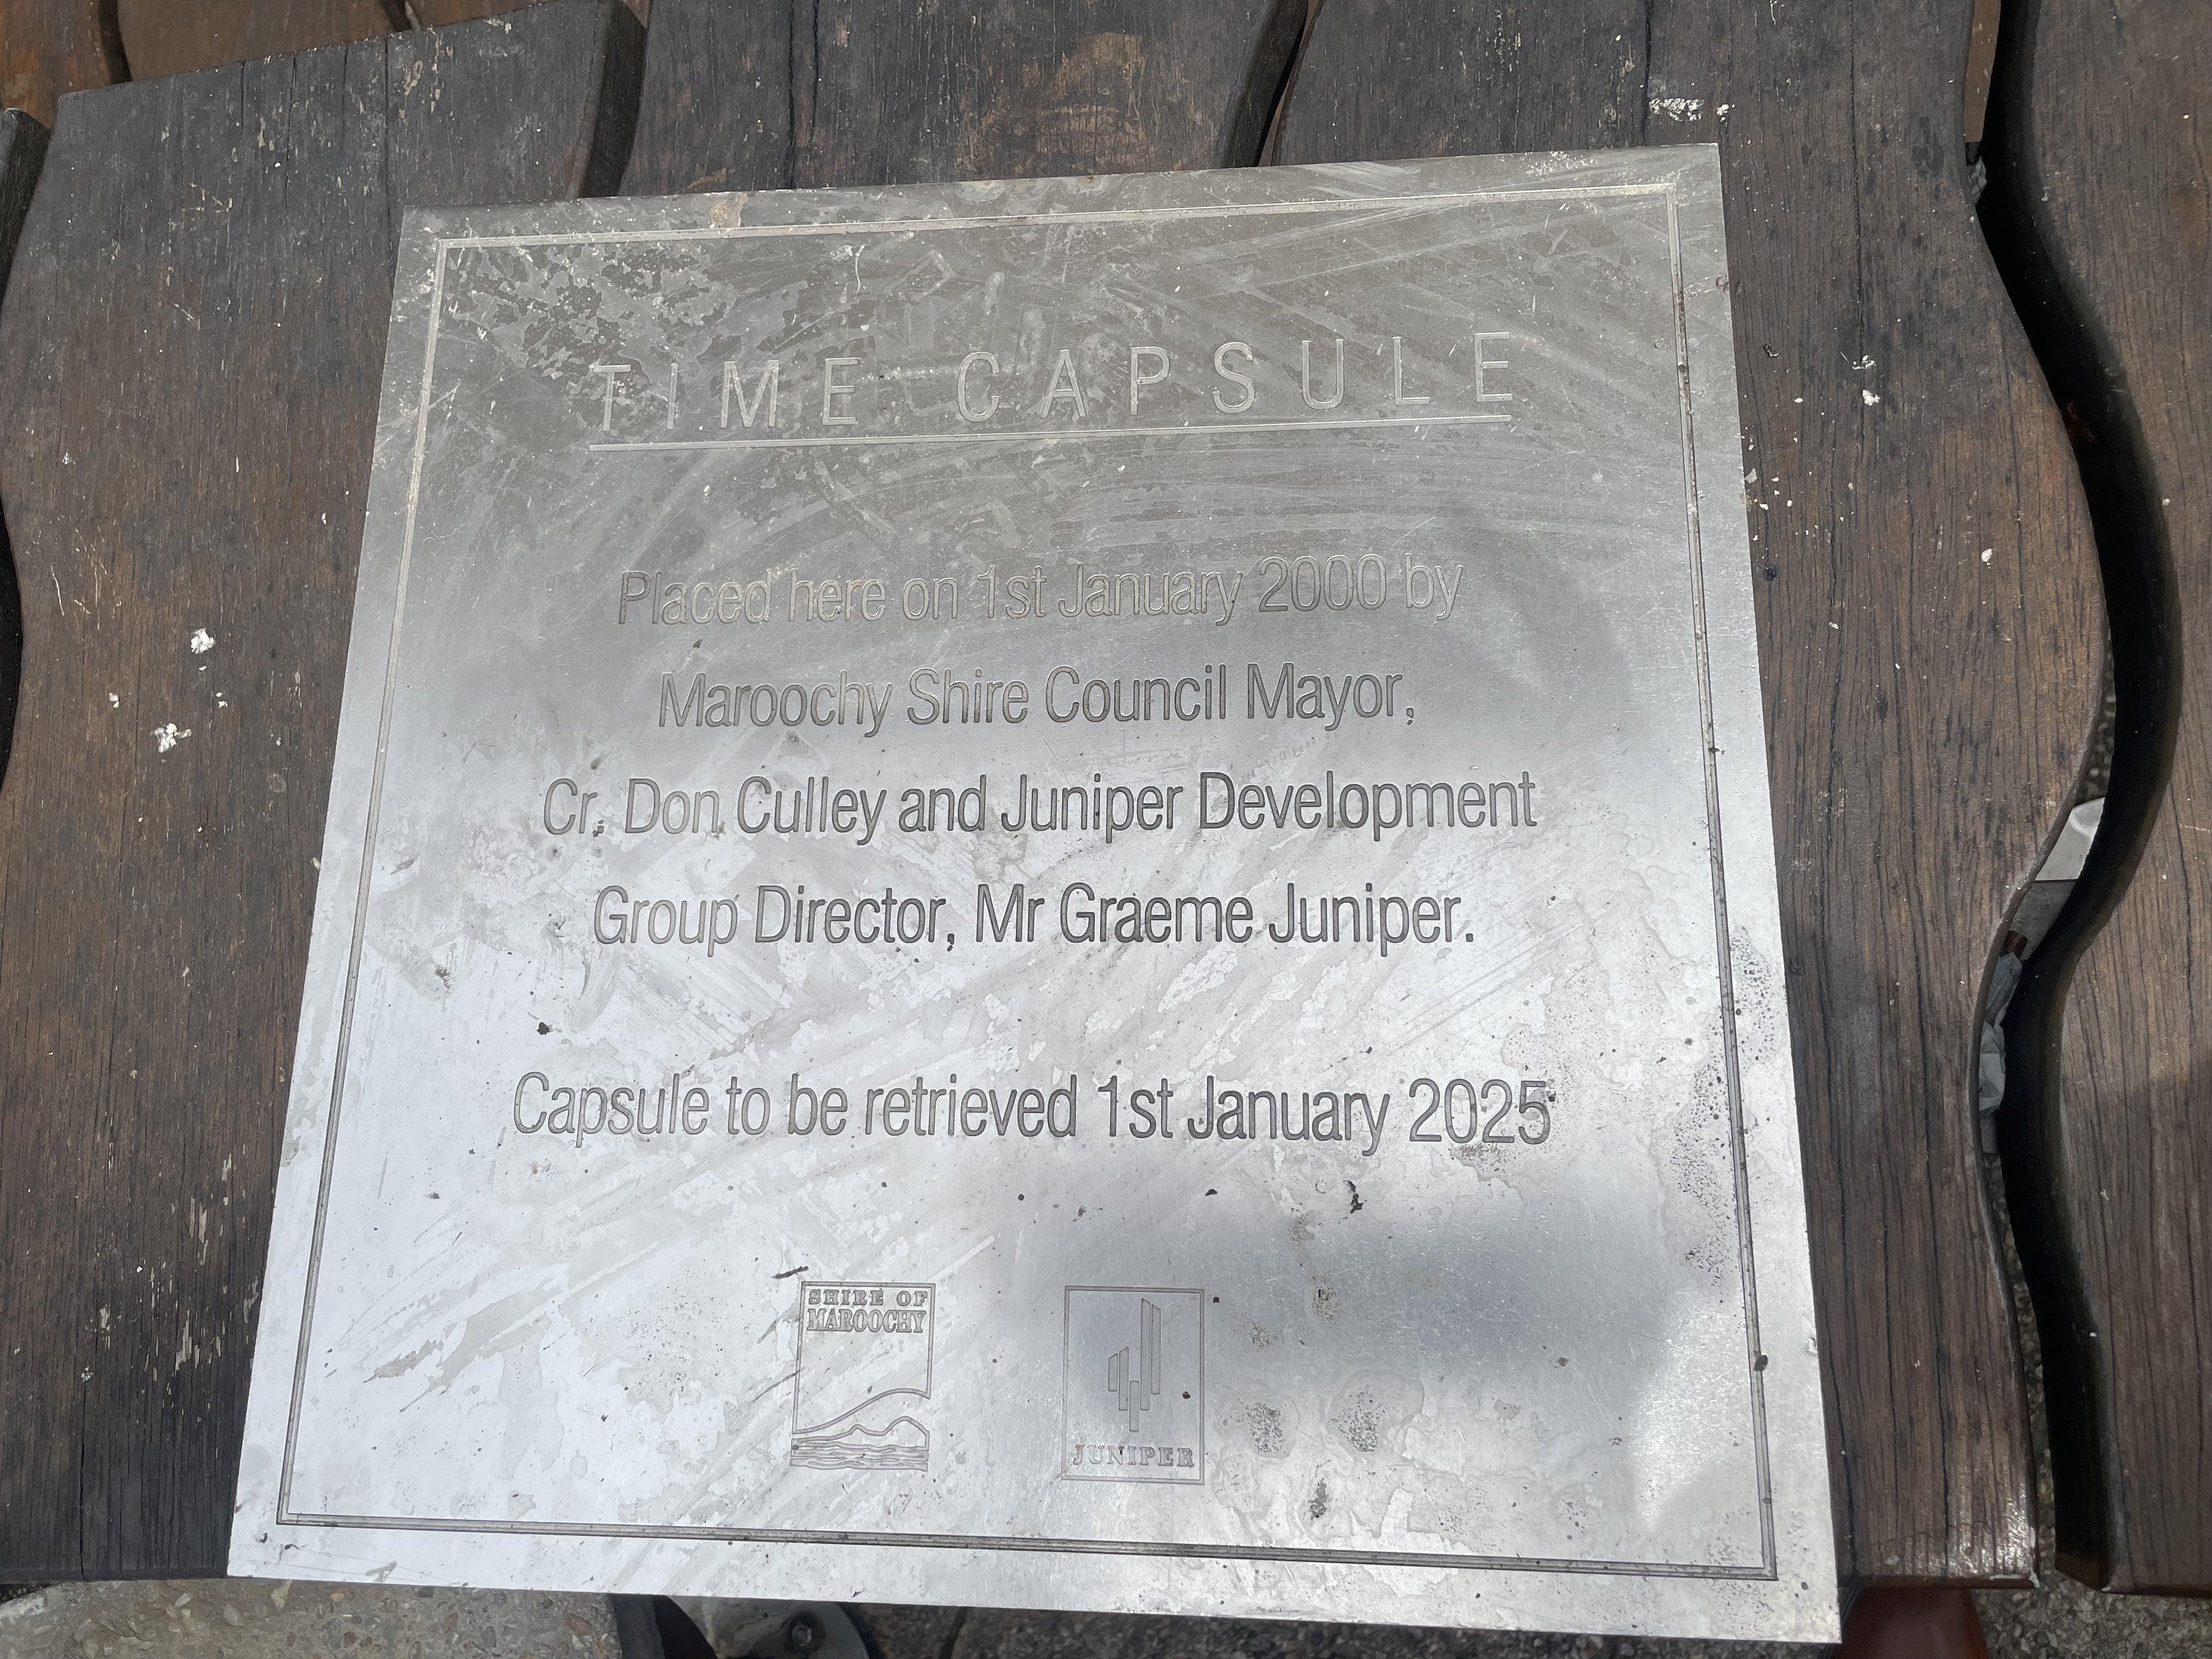 TIME CAPSULE
Placed here on 1st January 2000 by
Maroochy Shire Council Mayor,
Cr. Don Culley and Juniper Development
Group Director, Mr Graeme Juniper.
Capsule to be retrieved 1st January 2025
SHIRE OF
MAROOCHY
JUNIPER